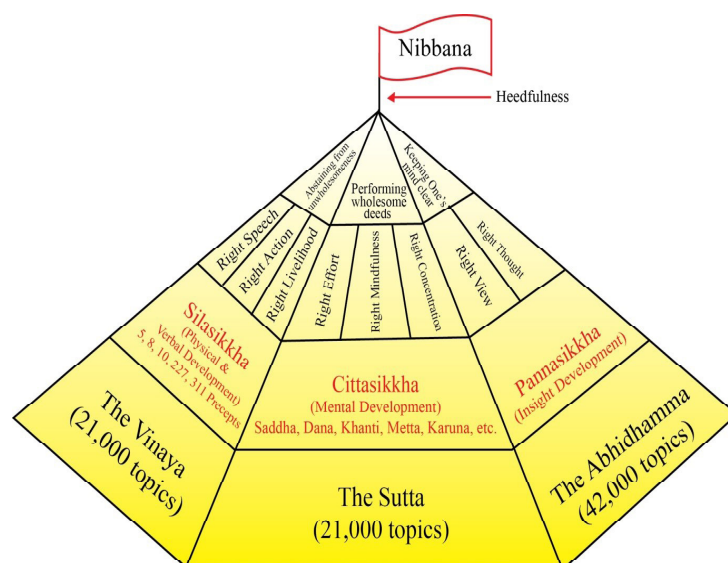 Nibbana
Heedfulness
Abstaining from
unwholesomeness
Performing
wholesome
deeds
Keeping One's
mind clear
Right Speech
Right Action
Right Livelihood
Right Effort
Right Mindfulness
Right Concentration
Right View
Right Thought
Silasikkha
(Physical &
Verbal Development)
5, 8, 10, 227, 311 Precepts
Cittasikkha
(Mental Development)
Saddha, Dana, Khanti, Metta, Karuna, etc.
Pannasikkha
(Insight Development)
The Vinaya
(21,000 topics)
The Sutta
(21,000 topics)
The Abhidhamma
(42,000 topics)